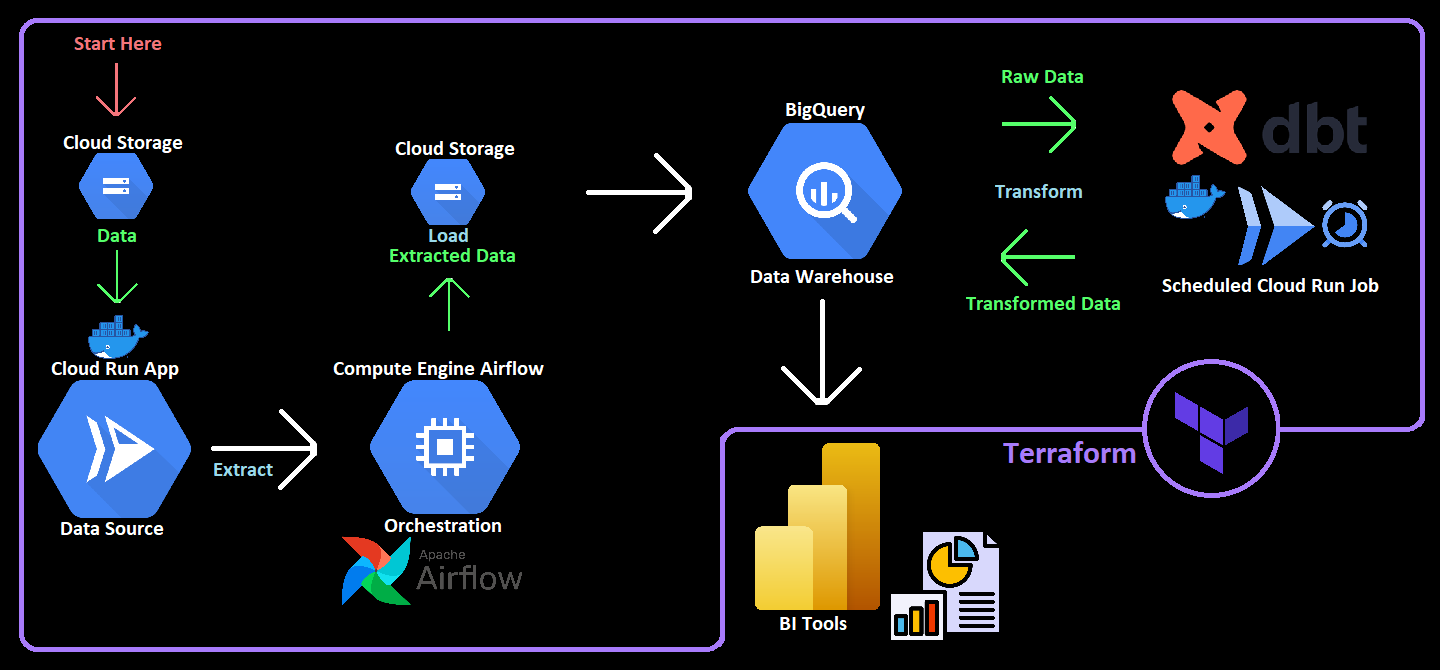 Start Here
Cloud Storage
Data
Cloud Run App
Data Source
Extract
Cloud Storage
Load
Extracted Data
Compute Engine Airflow
Orchestration
Apache
Airflow
BigQuery
Data Warehouse
Raw Data
Transform
Transformed Data
dbt
Scheduled Cloud Run Job
Terraform
BI Tools